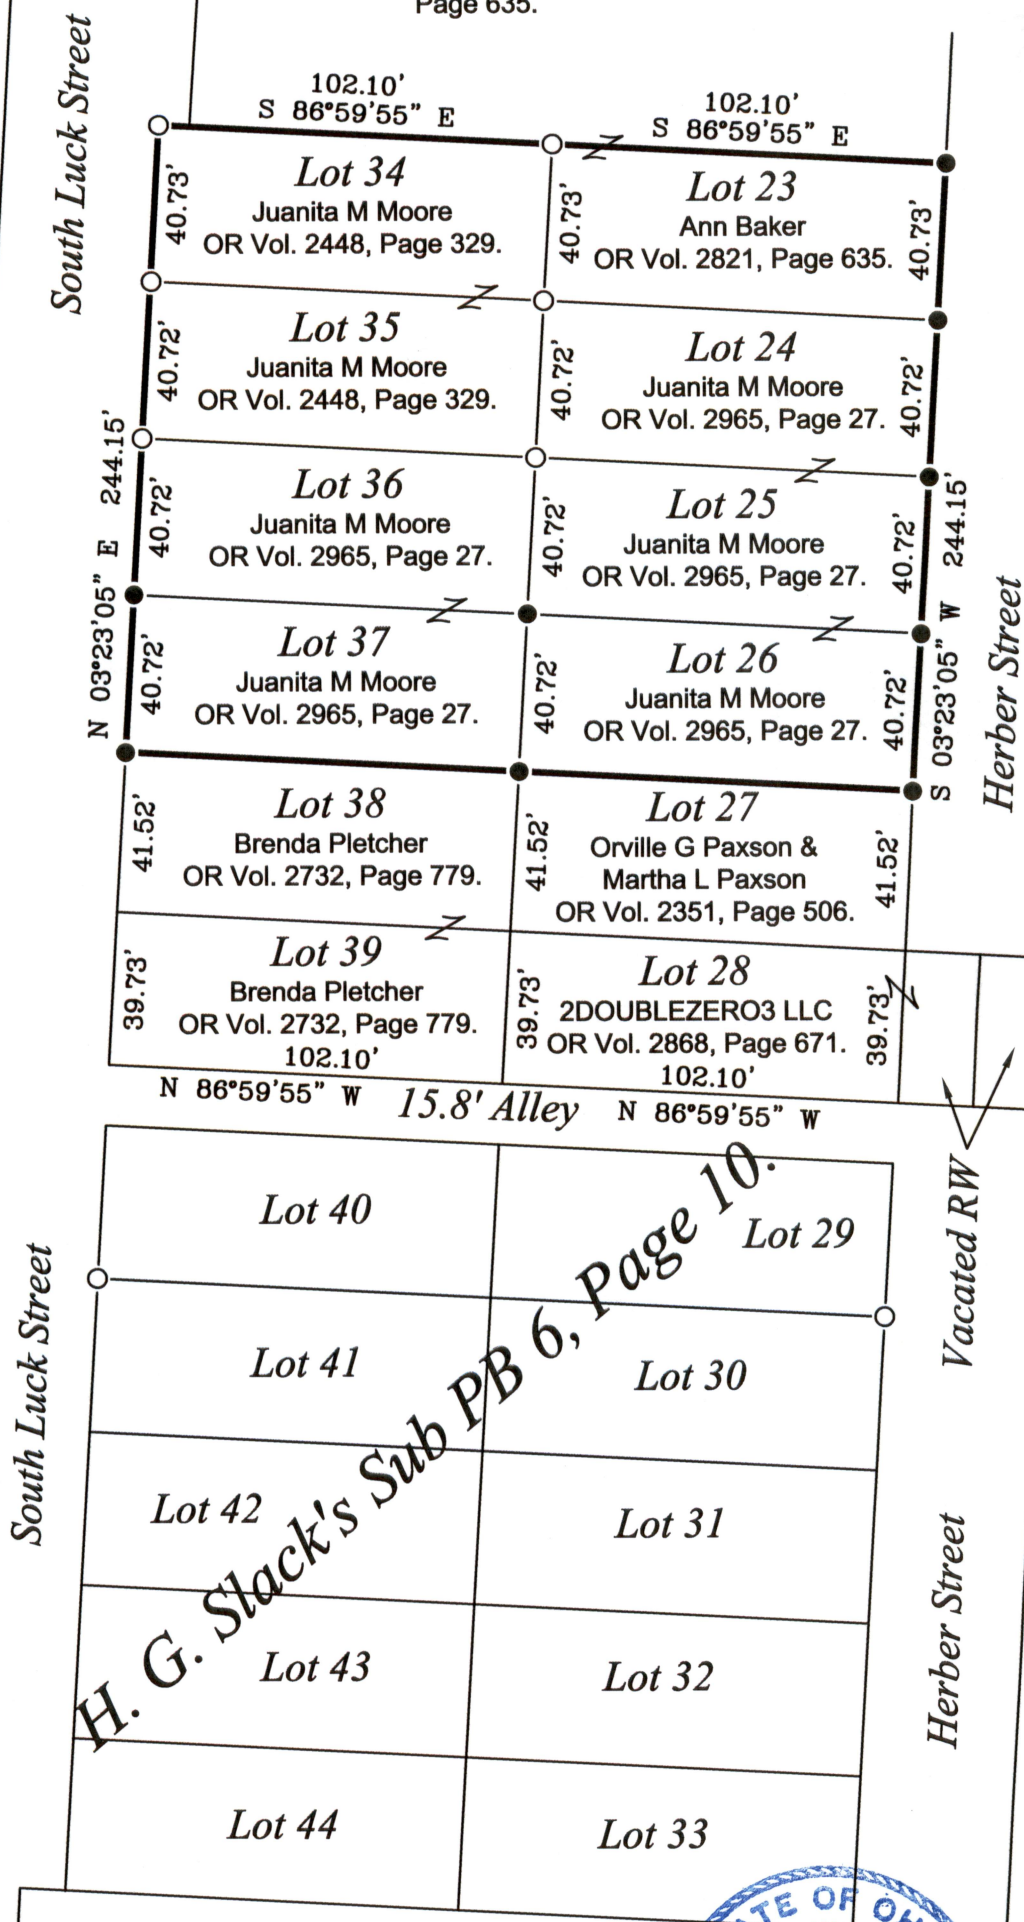 Page 635.
South Luck Street
102.10'
S 86°59'55" E
102.10'
S 86°59'55" E
40.73'
Lot 34
Juanita M Moore
OR Vol. 2448, Page 329.
40.73'
Lot 23
Ann Baker
OR Vol. 2821, Page 635.
40.73'
40.72'
Lot 35
Juanita M Moore
OR Vol. 2448, Page 329.
40.72'
Lot 24
Juanita M Moore
OR Vol. 2965, Page 27.
40.72'
N 03°23'05" E 244.15'
40.72'
Lot 36
Juanita M Moore
OR Vol. 2965, Page 27.
40.72'
Lot 25
Juanita M Moore
OR Vol. 2965, Page 27.
40.72'
S 03°23'05" W 244.15'
Herber Street
40.72'
Lot 37
Juanita M Moore
OR Vol. 2965, Page 27.
40.72'
Lot 26
Juanita M Moore
OR Vol. 2965, Page 27.
40.72'
41.52'
Lot 38
Brenda Pletcher
OR Vol. 2732, Page 779.
41.52'
Lot 27
Orville G Paxson &
Martha L Paxson
OR Vol. 2351, Page 506.
41.52'
39.73'
Lot 39
Brenda Pletcher
OR Vol. 2732, Page 779.
102.10'
39.73'
Lot 28
2DOUBLEZERO3 LLC
OR Vol. 2868, Page 671.
102.10'
39.73'
N 86°59'55" W
15.8' Alley
N 86°59'55" W
Vacated RW
H. G. Slack's Sub PB 6, Page 10.
Lot 40
Lot 29
South Luck Street
Lot 41
Lot 30
Lot 42
Lot 31
Herber Street
Lot 43
Lot 32
Lot 44
Lot 33
OF